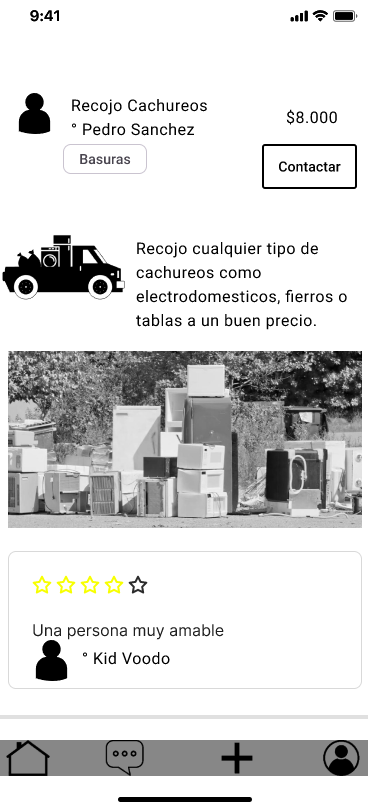 9:41
Recojo Cachureos
° Pedro Sanchez
$8.000
Basuras
Contactar
Recojo cualquier tipo de
cachureos como
electrodomesticos, fierros o
tablas a un buen precio.
Una persona muy amable
° Kid Voodo